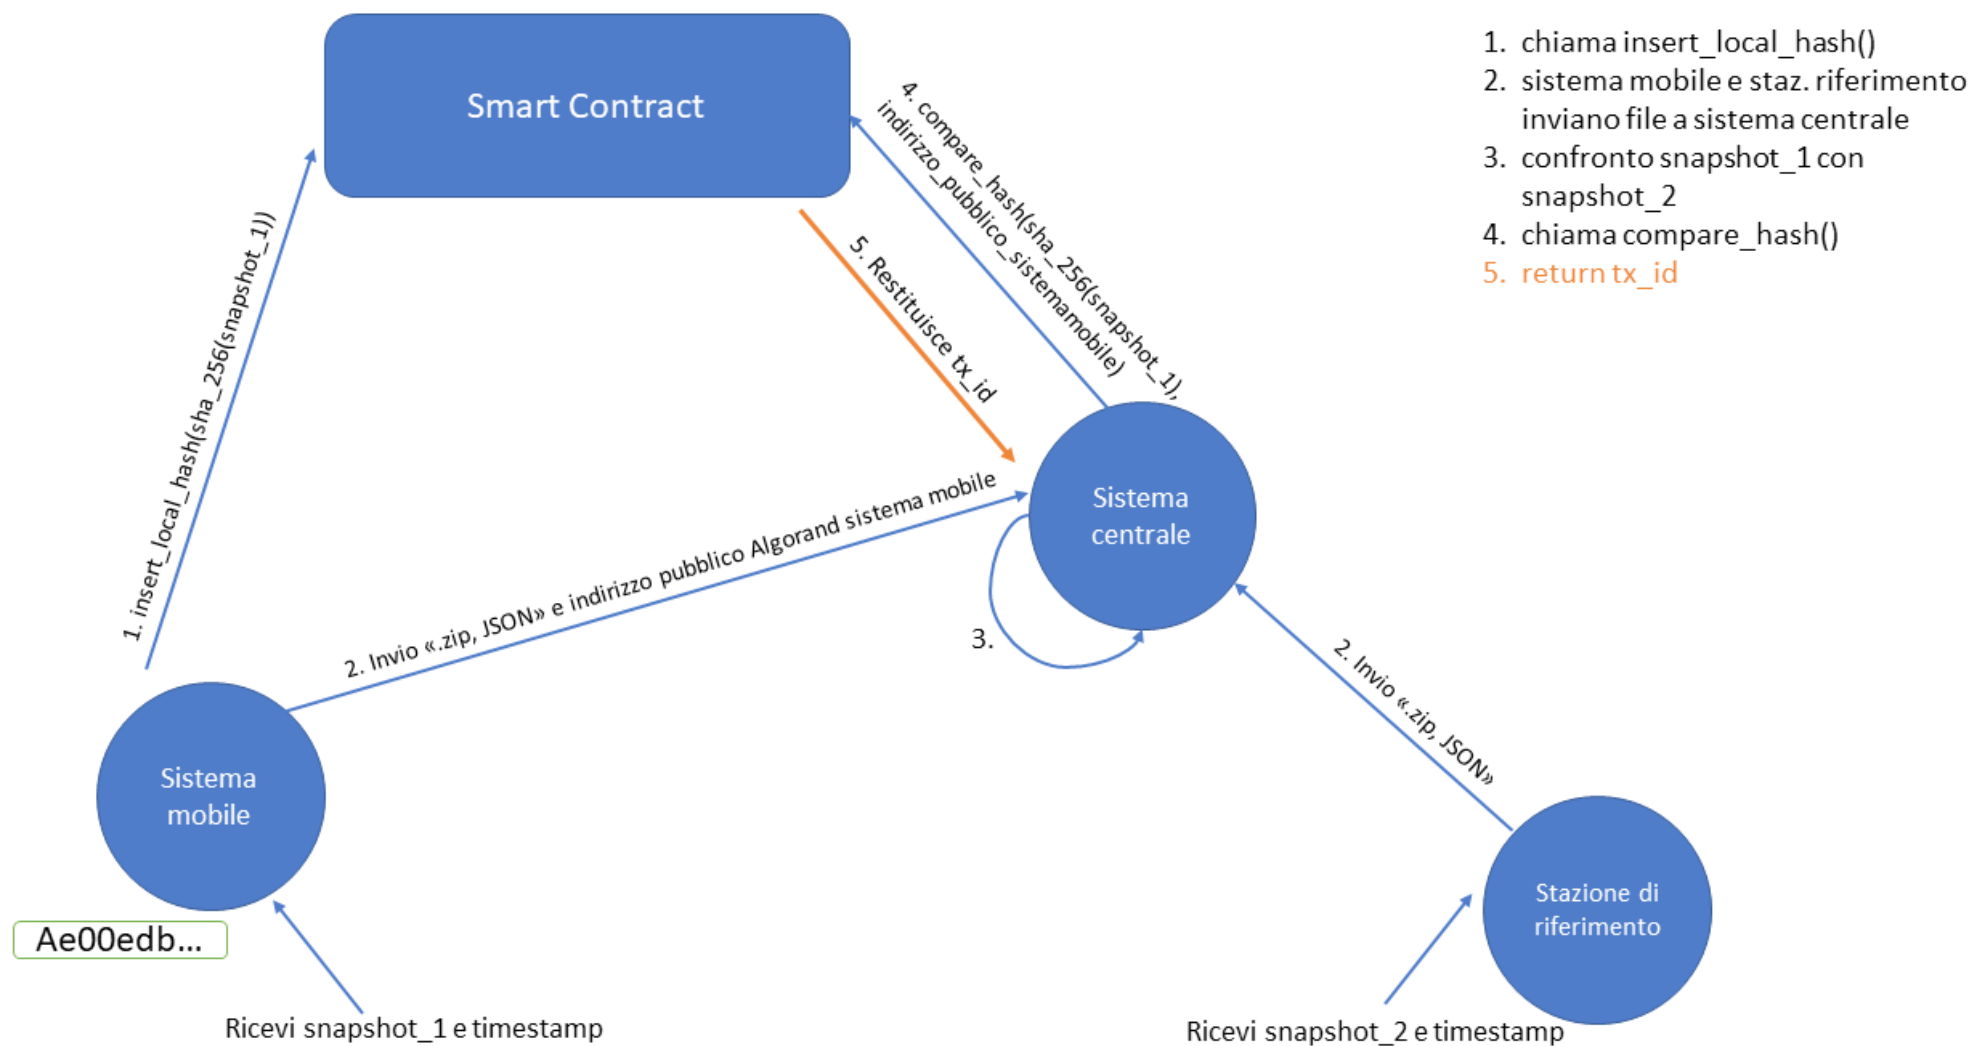 Smart Contract
1. chiama insert_local_hash()
2. sistema mobile e staz. riferimento
inviano file a sistema centrale
3. confronto snapshot_1 con
snapshot_2
4. chiama compare_hash()
5. return tx_id
4. compare_hash(sha_256(snapshot_1),
indirizzo_pubblico_sistemamobile)
5. Restituisce tx_id
1. insert_local_hash(sha_256(snapshot_1))
2. Invio «.zip, JSON» e indirizzo pubblico Algorand sistema mobile
Sistema
centrale
3.
2. Invio «.zip, JSON»
Sistema
mobile
Stazione di
riferimento
Ae00edb...
Ricevi snapshot_1 e timestamp
Ricevi snapshot_2 e timestamp